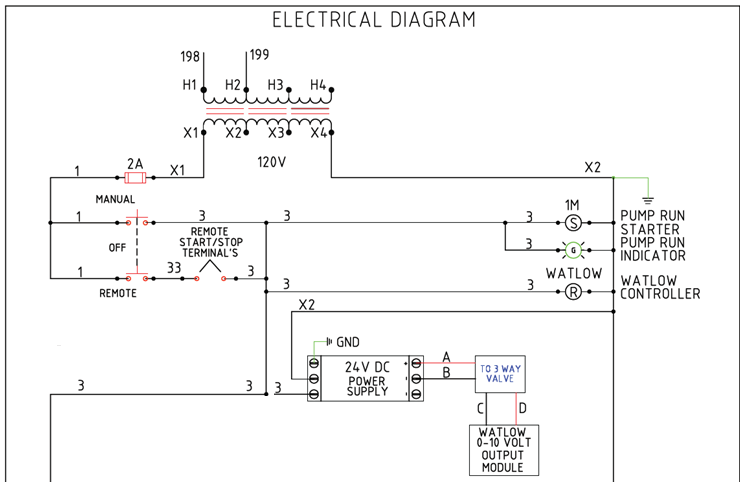 ELECTRICAL DIAGRAM
198 199
H1 H2 H3 H4
X1 X2 X3 X4
120V
1 2A X1 X2
MANUAL
1 3 3 3 1M
S
PUMP RUN
STARTER
OFF
REMOTE
START/STOP
TERMINAL'S
3 G
PUMP RUN
INDICATOR
1 33 3
REMOTE
WATLOW
3 3 R
WATLOW
CONTROLLER
X2
GND
24V DC
POWER
SUPPLY
+
A
B
TO 3 WAY
VALVE
3 3 3
C D
WATLOW
0-10 VOLT
OUTPUT
MODULE